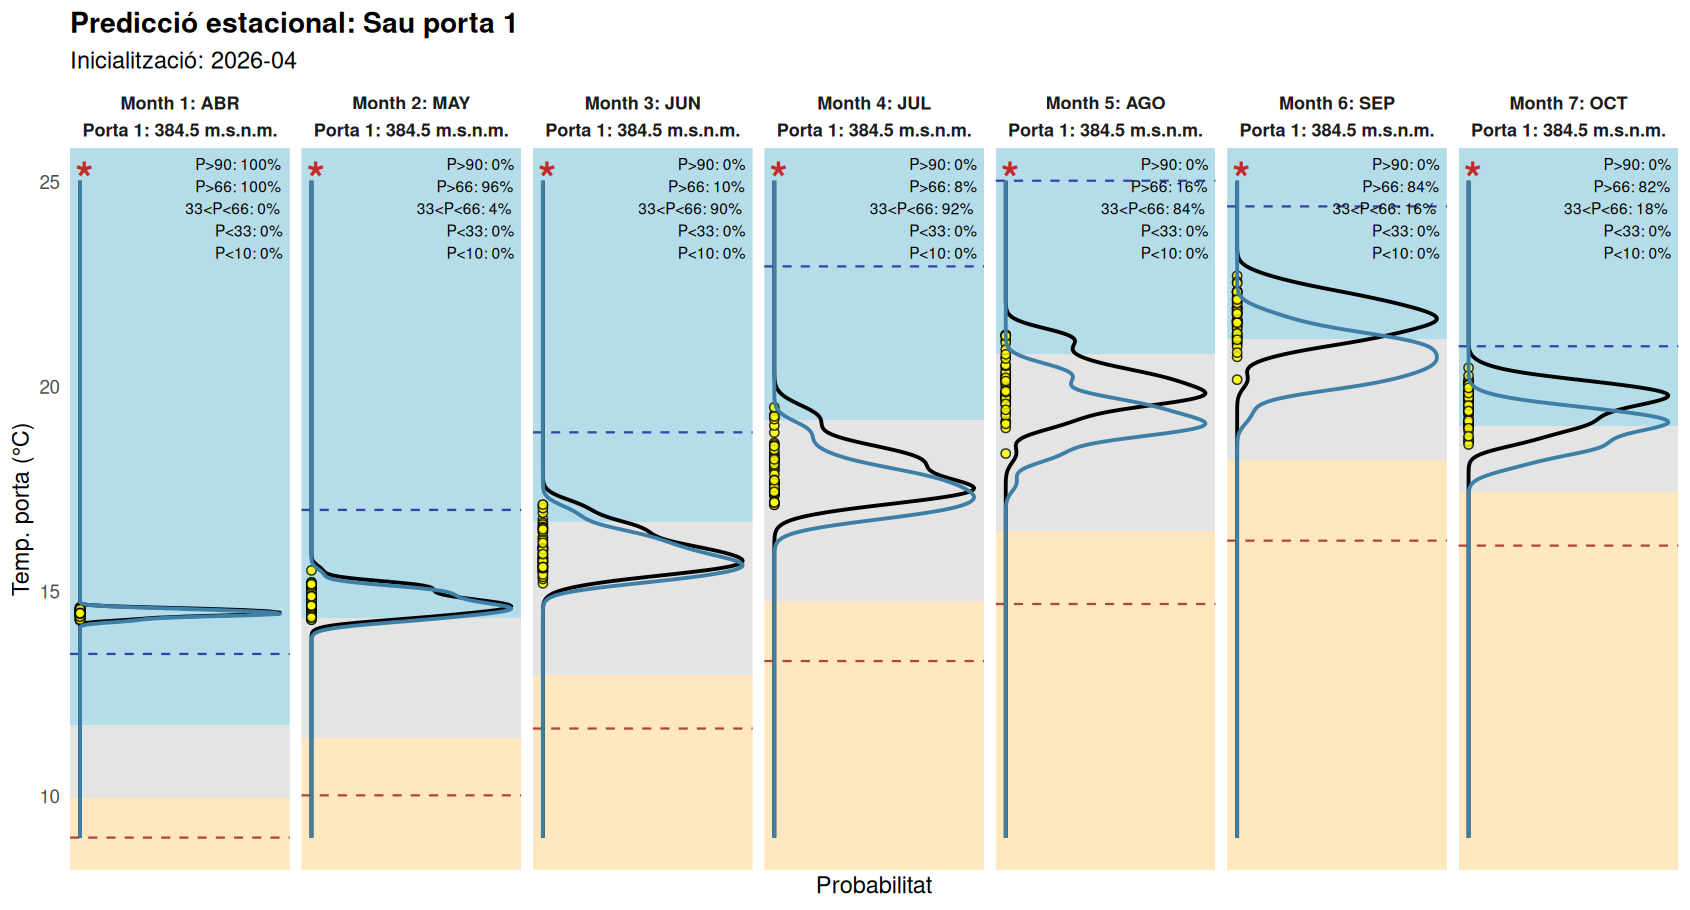 Predicció estacional: Sau porta 1
Inicialització: 2026-04
Month 1: ABR
Porta 1: 384.5 m.s.n.m.
Month 2: MAY
Porta 1: 384.5 m.s.n.m.
Month 3: JUN
Porta 1: 384.5 m.s.n.m.
Month 4: JUL
Porta 1: 384.5 m.s.n.m.
Month 5: AGO
Porta 1: 384.5 m.s.n.m.
Month 6: SEP
Porta 1: 384.5 m.s.n.m.
Month 7: OCT
Porta 1: 384.5 m.s.n.m.
*
P>90: 100%
P>66: 100%
33<P<66: 0%
P<33: 0%
P<10: 0%
*
P>90: 0%
P>66: 96%
33<P<66: 4%
P<33: 0%
P<10: 0%
*
P>90: 0%
P>66: 10%
33<P<66: 90%
P<33: 0%
P<10: 0%
*
P>90: 0%
P>66: 8%
33<P<66: 92%
P<33: 0%
P<10: 0%
*
P>90: 0%
P>66: 16%
33<P<66: 84%
P<33: 0%
P<10: 0%
*
P>90: 0%
P>66: 84%
33<P<66: 16%
P<33: 0%
P<10: 0%
*
P>90: 0%
P>66: 82%
33<P<66: 18%
P<33: 0%
P<10: 0%
25
20
15
10
Temp. porta (°C)
Probabilitat